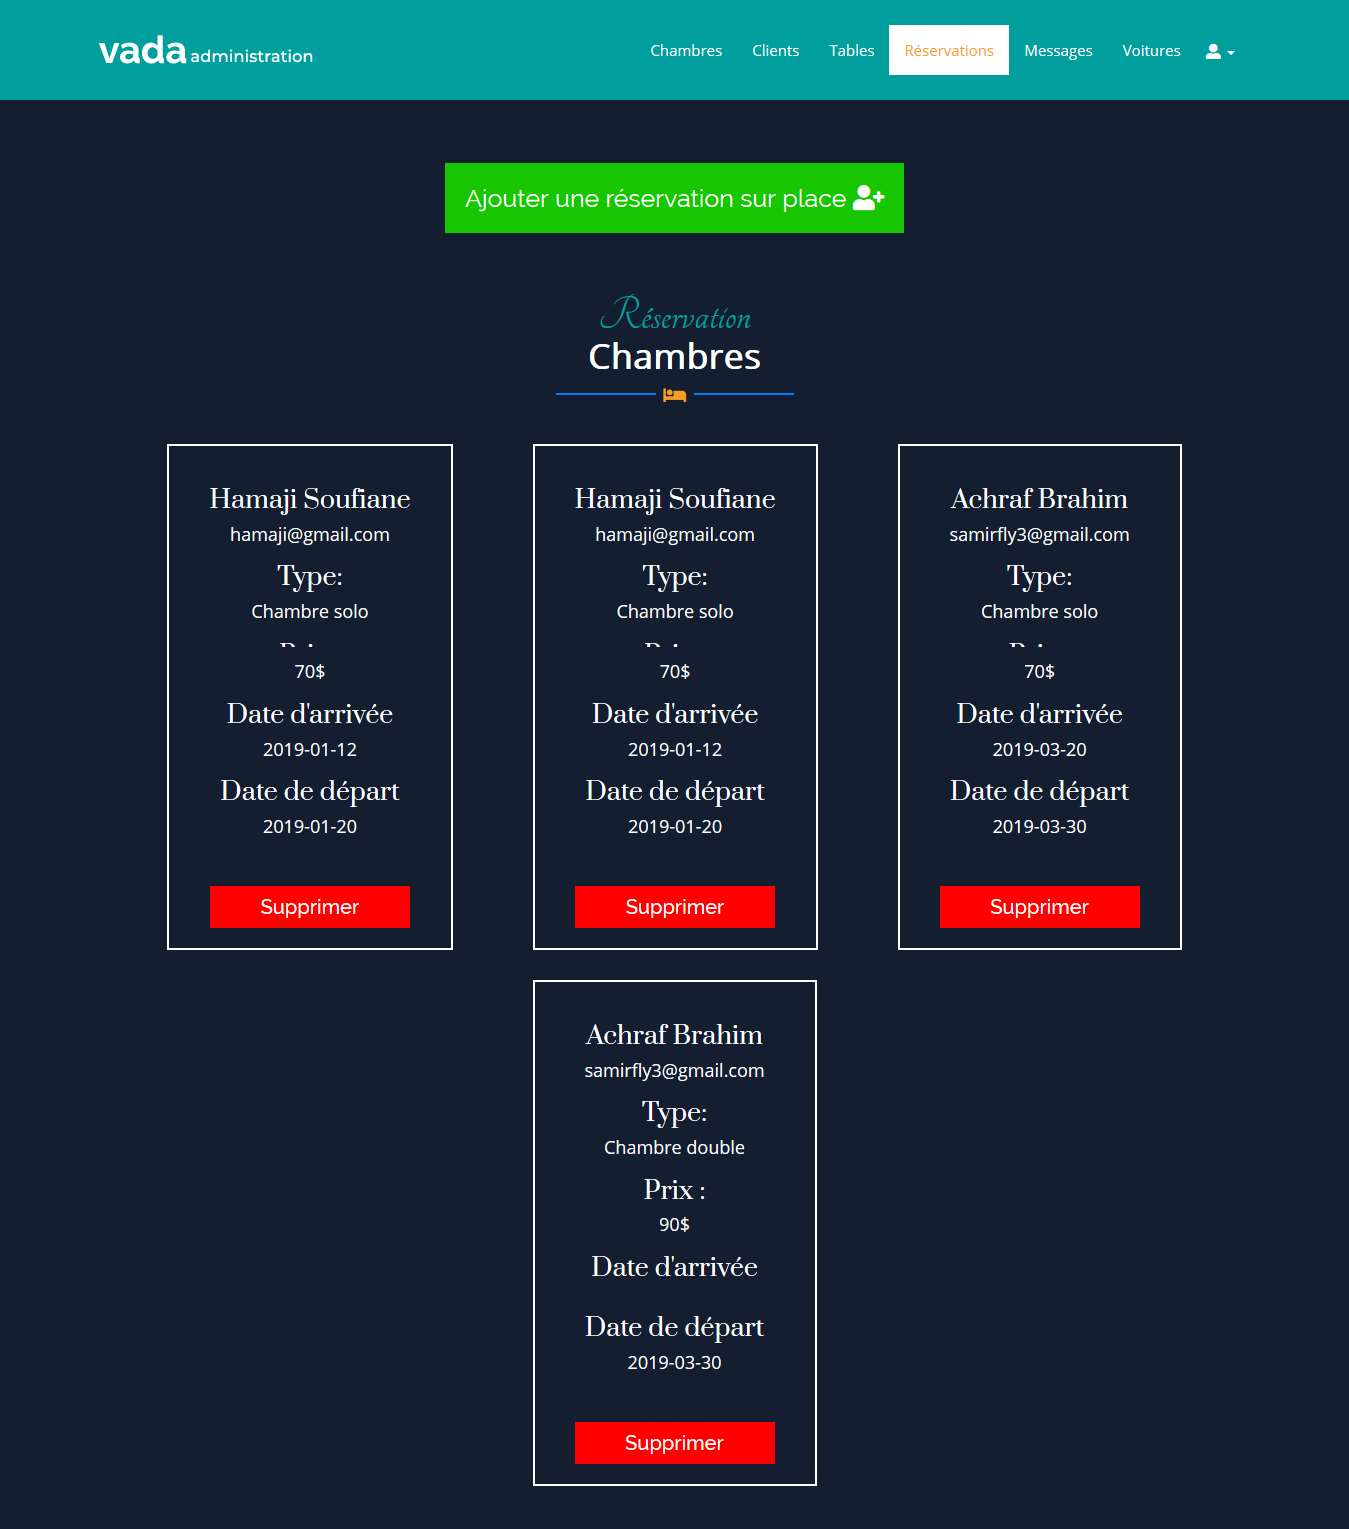 vada administration
Chambres Clients Tables Réservations Messages Voitures
Ajouter une réservation sur place
Réservation
Chambres
Hamaji Soufiane
hamaji@gmail.com
Type:
Chambre solo
70$
Date d'arrivée
2019-01-12
Date de départ
2019-01-20
Supprimer
Hamaji Soufiane
hamaji@gmail.com
Type:
Chambre solo
70$
Date d'arrivée
2019-01-12
Date de départ
2019-01-20
Supprimer
Achraf Brahim
samirfly3@gmail.com
Type:
Chambre solo
70$
Date d'arrivée
2019-03-20
Date de départ
2019-03-30
Supprimer
Achraf Brahim
samirfly3@gmail.com
Type:
Chambre double
Prix :
90$
Date d'arrivée
Date de départ
2019-03-30
Supprimer